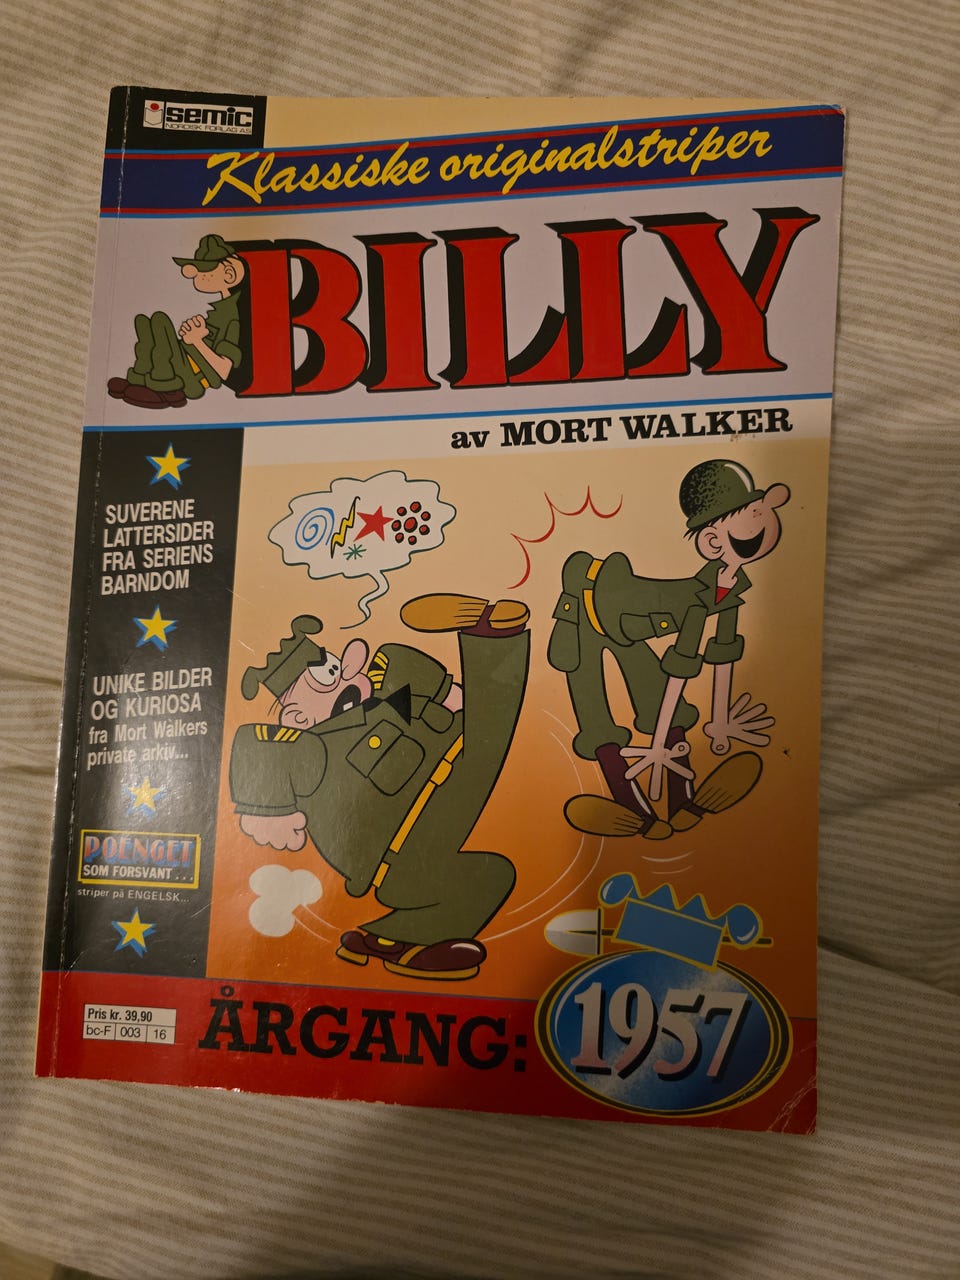 semic
NORDISK FORLAG AS
Klassiske originalstriper
BILLY
av MORT WALKER
SUVERENE
LATTERSIDER
FRA SERIENS
BARNDOM
UNIKE BILDER
OG KURIOSA
fra Mort Walkers
private arkiv...
POENGET
SOM FORSVANT...
striper på ENGELSK...
Pris kr. 39,90
bc-F 003 16
ÅRGANG: 1957